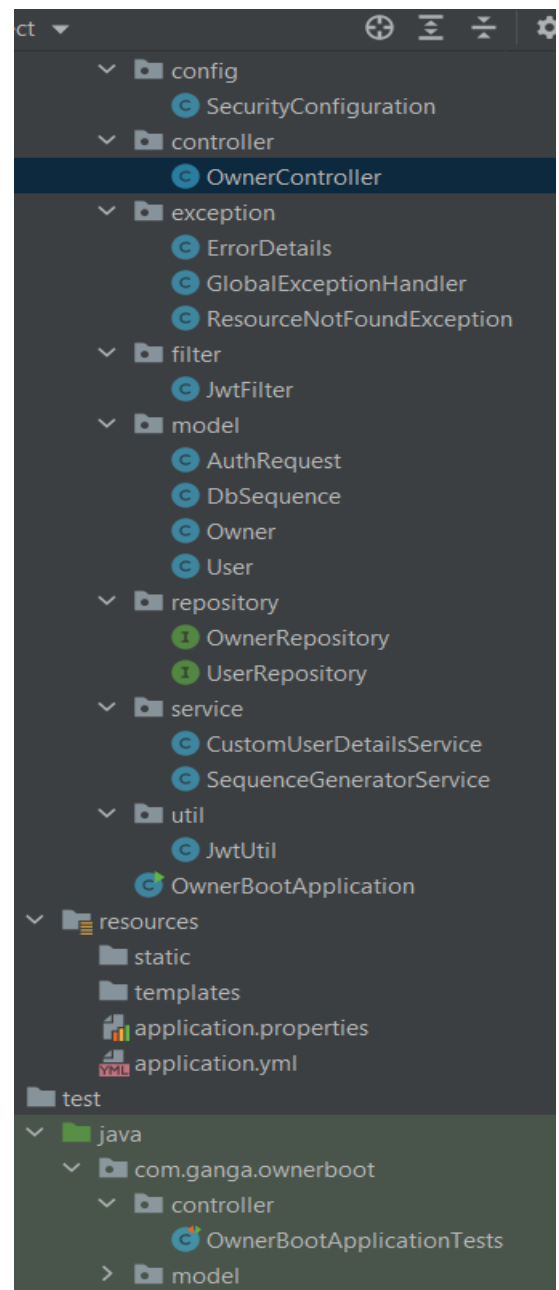 ct
config
SecurityConfiguration
controller
OwnerController
exception
ErrorDetails
GlobalExceptionHandler
ResourceNotFoundException
filter
JwtFilter
model
AuthRequest
DbSequence
Owner
User
repository
OwnerRepository
UserRepository
service
CustomUserDetailsService
SequenceGeneratorService
util
JwtUtil
OwnerBootApplication
resources
static
templates
application.properties
application.yml
test
java
com.ganga.ownerboot
controller
OwnerBootApplicationTests
model